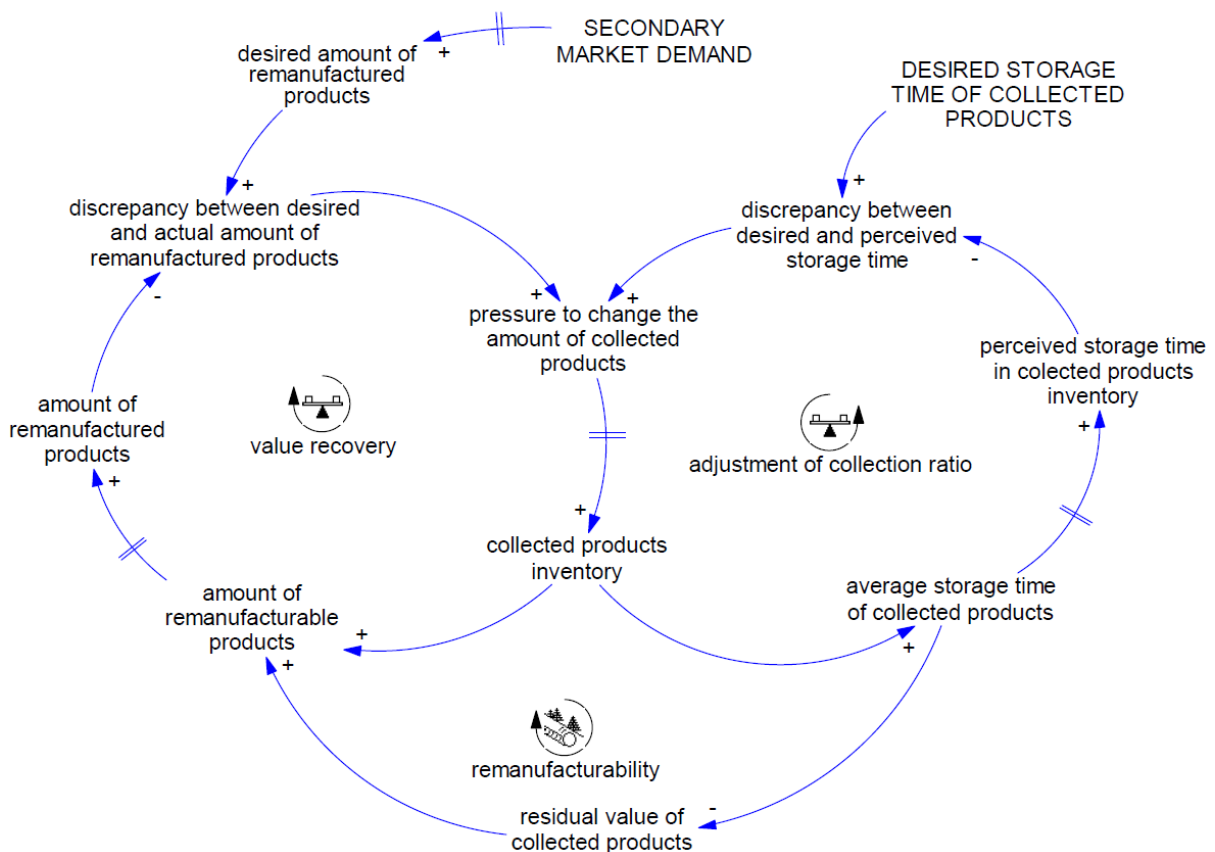 SECONDARY
MARKET DEMAND
+
desired amount of
remanufactured
products
DESIRED STORAGE
TIME OF COLLECTED
PRODUCTS
+
discrepancy between desired
and actual amount of
remanufactured products
-
+
discrepancy between
desired and perceived
storage time
-
+
+
pressure to change the
amount of collected
products
perceived storage time
in colected products
inventory
+
amount of
remanufactured
products
+
value recovery
adjustment of collection ratio
+
collected products
inventory
average storage time
of collected products
+
amount of
remanufacturable
products
+
+
remanufacturability
residual value of
collected products
-